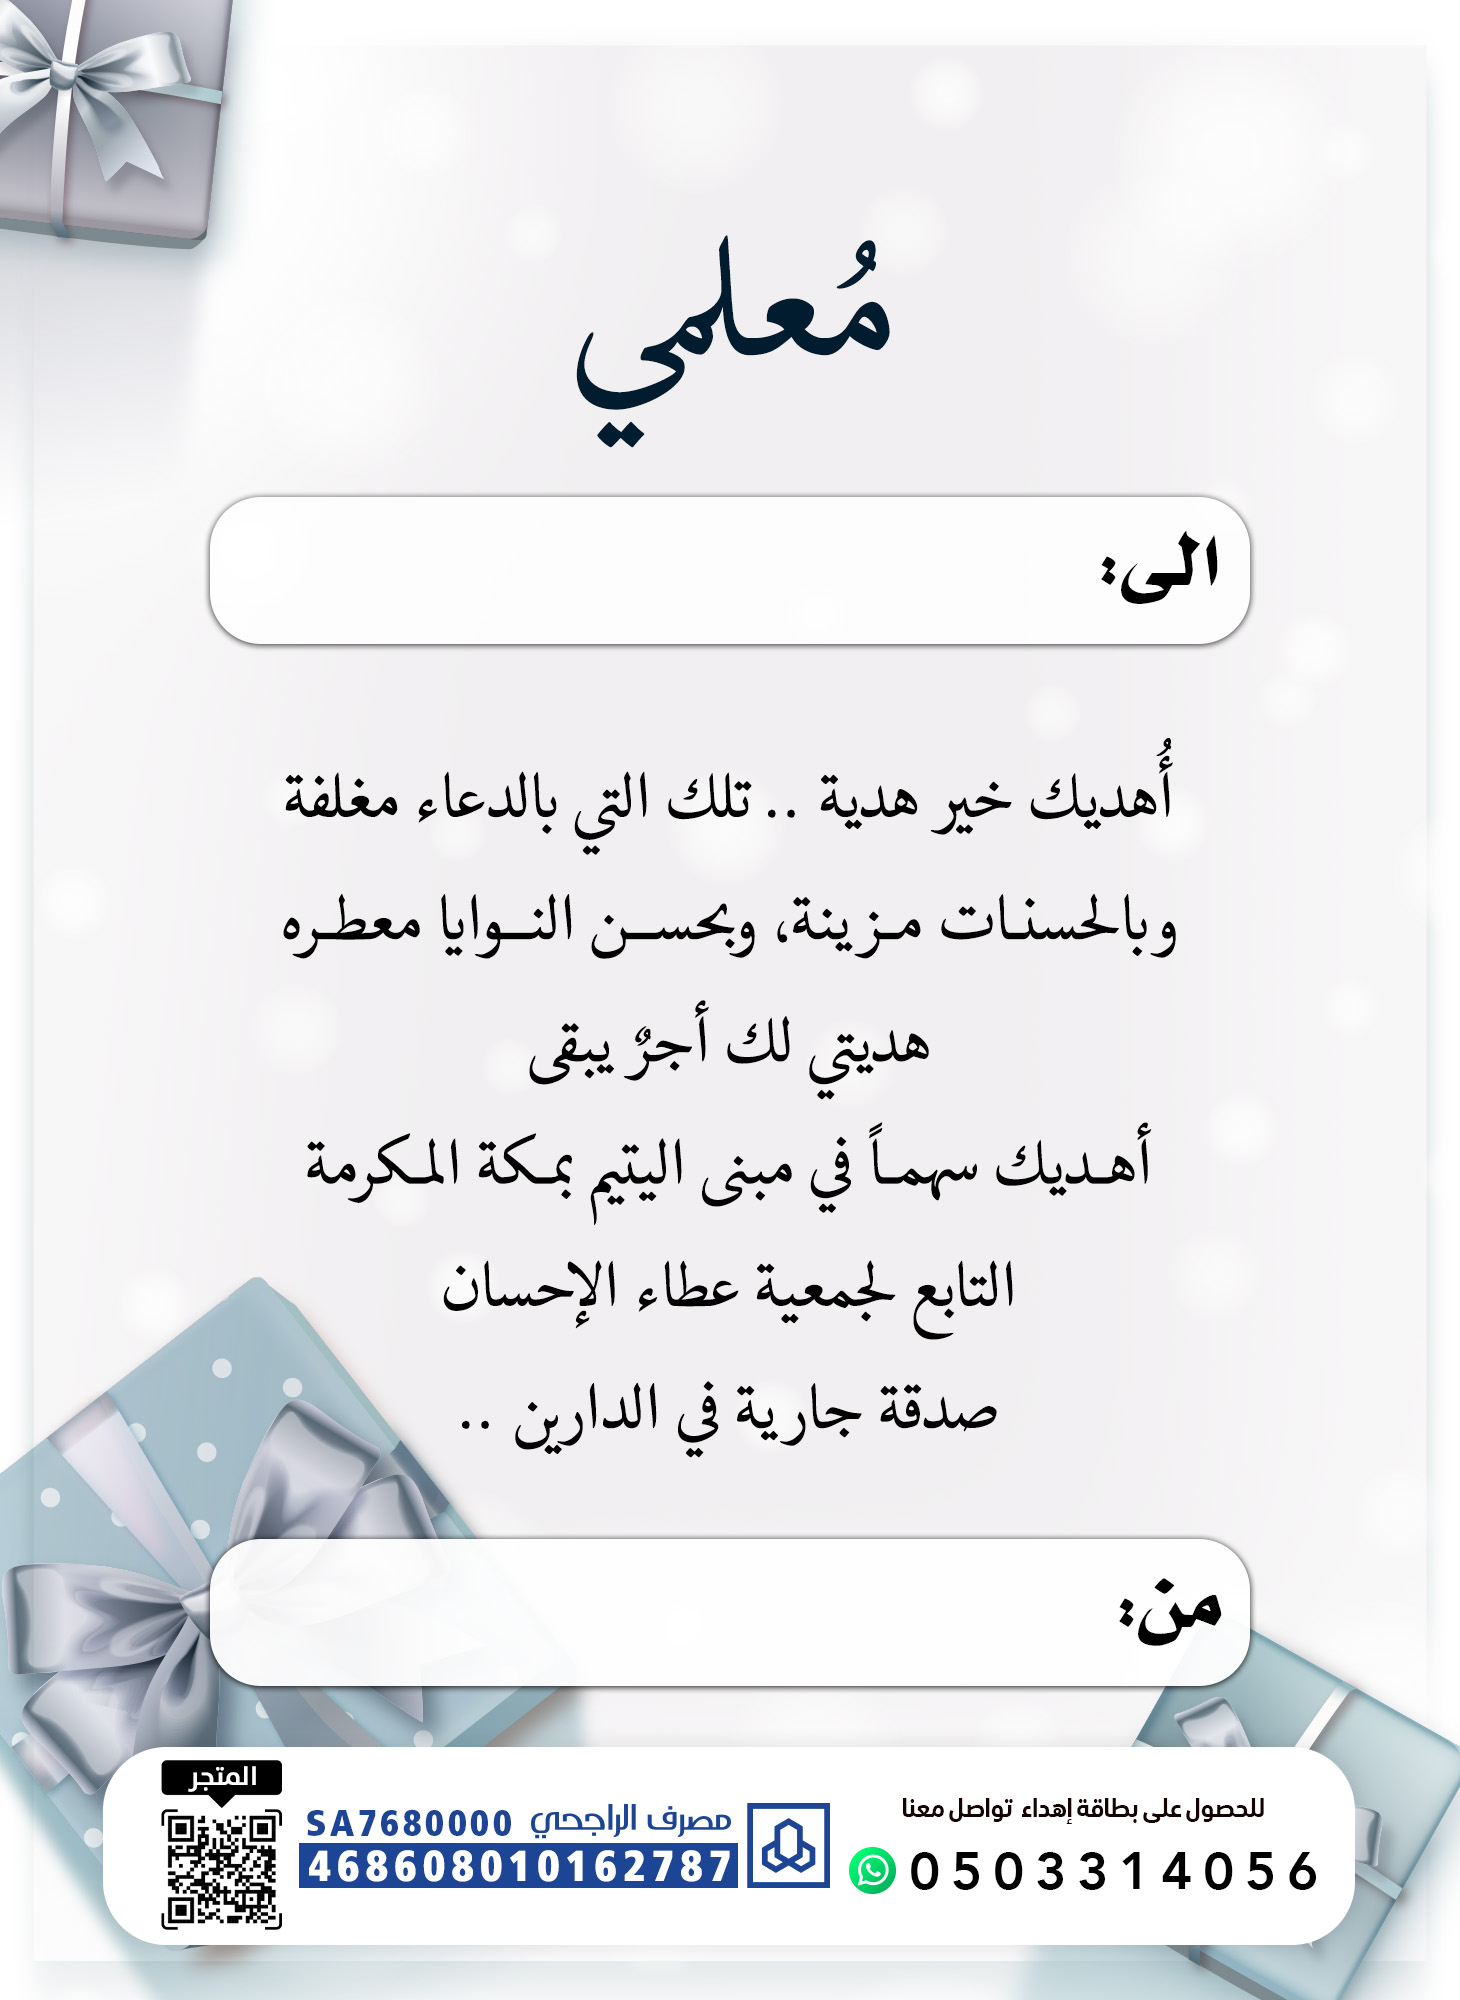 مُعلمي
الى:
أُهديك خير هدية .. تلك التي بالدعاء مغلفة
وبالحسنات مزينة، وبحسن النوايا معطره
هديتي لك أجرٌ يبقى
أهديك سهماً في مبنى اليتيم بمكة المكرمة
التابع لجمعية عطاء الإحسان
صدقة جارية في الدارين ..
من:
للحصول على بطاقة إهداء تواصل معنا
0503314056
مصرف الراجحي SA7680000
468608010162787
المتجر